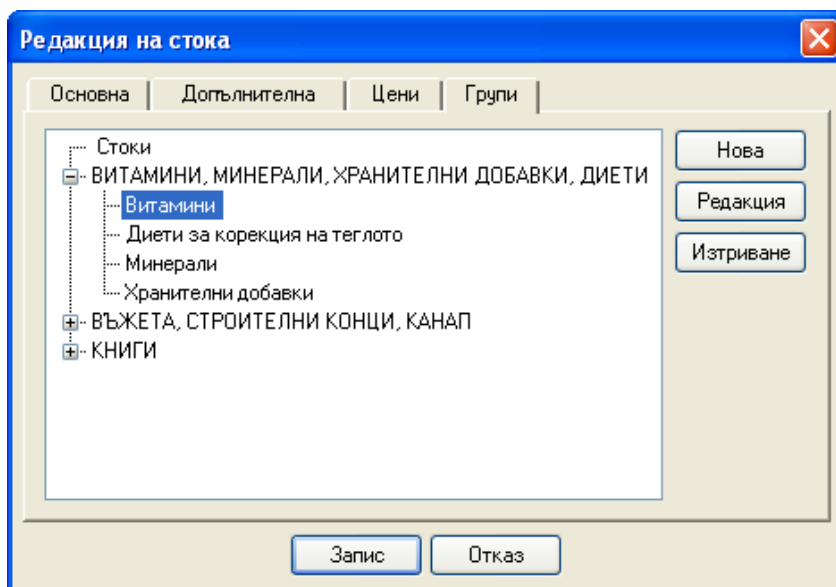 Редакция на стока
Основна Допълнителна Цени Групи
Стоки
ВИТАМИНИ, МИНЕРАЛИ, ХРАНИТЕЛНИ ДОБАВКИ, ДИЕТИ
Витамини
Диети за корекция на теглото
Минерали
Хранителни добавки
ВЪЖЕТА, СТРОИТЕЛНИ КОНЦИ, КАНАП
КНИГИ
Нова
Редакция
Изтриване
Запис Отказ